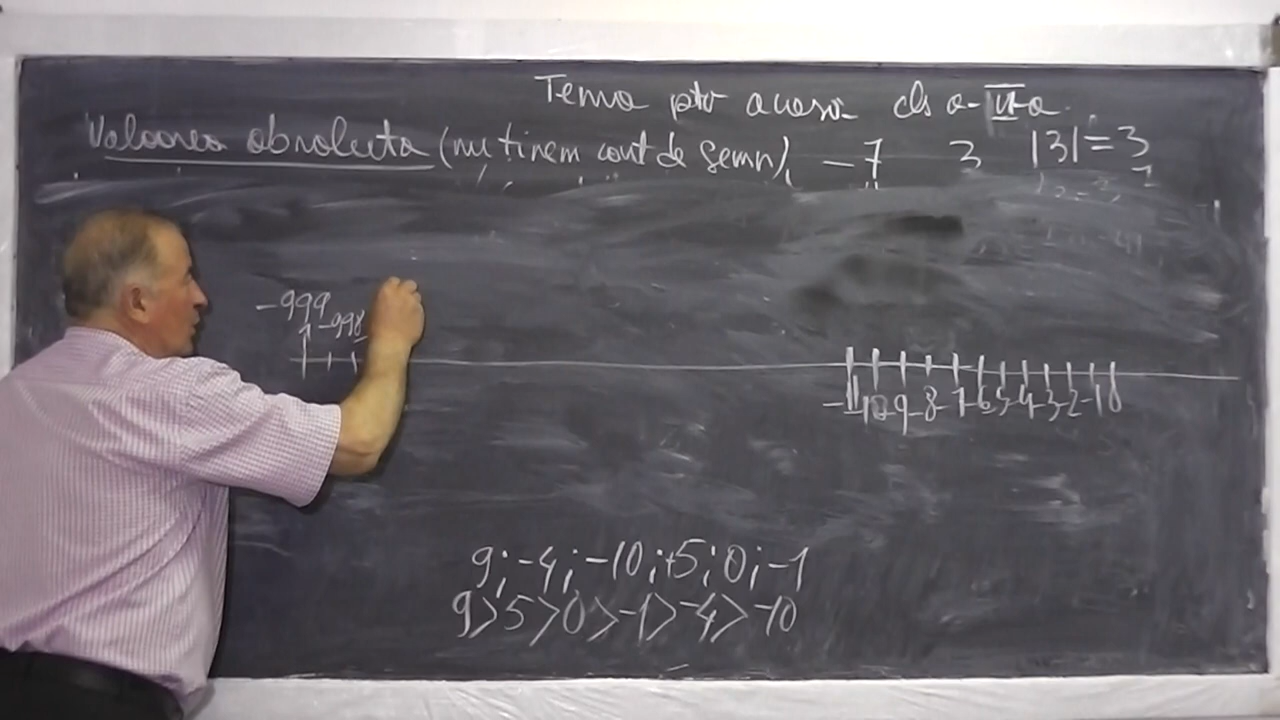 Tema ptr acasa cls a-V-a
Valoarea absoluta (nu tinem cont de semn), -7 3 |3|=3
-999
-998
-11 -10 -9 -8 -7 -6 -5 -4 -3 -2 -1 0
9; -4; -10; +5; 0; -1
9>5>0>-1>-4>-10